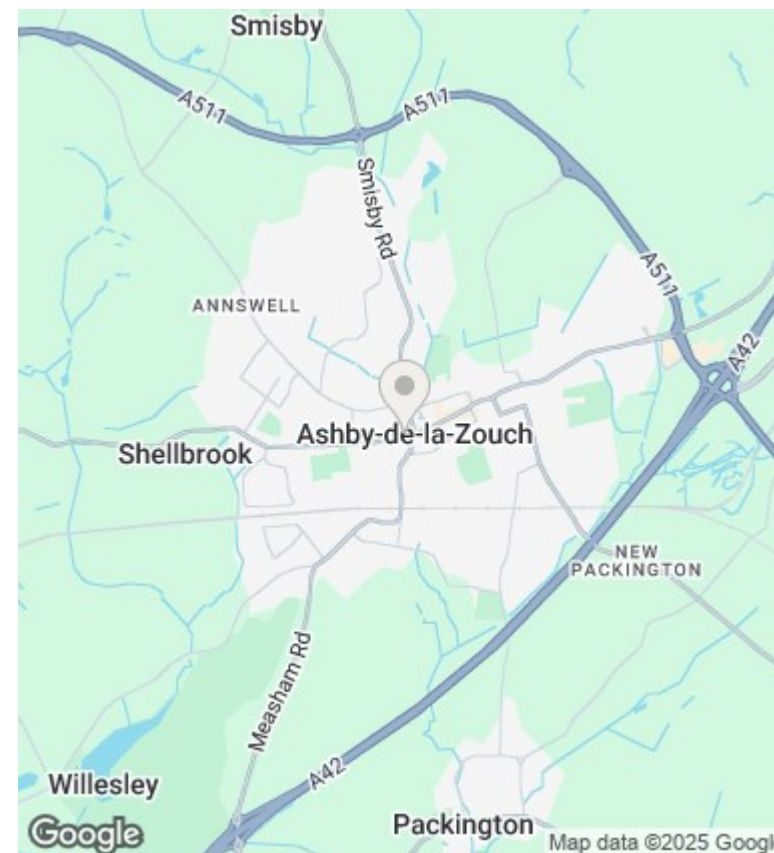 Smisby
A511
A511
Smisby Rd
A511
ANNSWELL
A42
Ashby-de-la-Zouch
Shellbrook
NEW
PACKINGTON
Measham Rd
A42
Willesley
Packington
Google
Map data ©2025 Googl